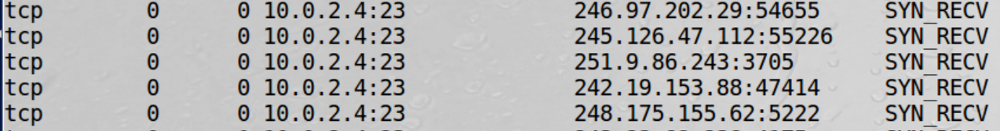 tcp 0 0 10.0.2.4:23 246.97.202.29:54655 SYN_RECV
tcp 0 0 10.0.2.4:23 245.126.47.112:55226 SYN_RECV
tcp 0 0 10.0.2.4:23 251.9.86.243:3705 SYN_RECV
tcp 0 0 10.0.2.4:23 242.19.153.88:47414 SYN_RECV
tcp 0 0 10.0.2.4:23 248.175.155.62:5222 SYN_RECV